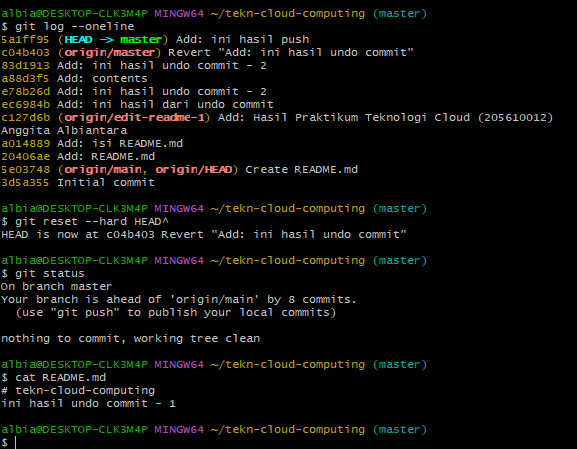 albia@DESKTOP-CLK3M4P MINGW64 ~/tekn-cloud-computing (master)
$ git log --oneline
5a1ff95 (HEAD -> master) Add: ini hasil push
c04b403 (origin/master) Revert "Add: ini hasil undo commit"
83d1913 Add: ini hasil undo commit - 2
a88d3f5 Add: contents
e78b26d Add: ini hasil undo commit - 2
ec6984b Add: ini hasil dari undo commit
c127d6b (origin/edit-readme-1) Add: Hasil Praktikum Teknologi Cloud (205610012)
Anggita Albiantara
a014889 Add: isi README.md
20406ae Add: README.md
5e03748 (origin/main, origin/HEAD) Create README.md
3d5a355 Initial commit
albia@DESKTOP-CLK3M4P MINGW64 ~/tekn-cloud-computing (master)
$ git reset --hard HEAD^
HEAD is now at c04b403 Revert "Add: ini hasil undo commit"
albia@DESKTOP-CLK3M4P MINGW64 ~/tekn-cloud-computing (master)
$ git status
On branch master
Your branch is ahead of 'origin/main' by 8 commits.
  (use "git push" to publish your local commits)
nothing to commit, working tree clean
albia@DESKTOP-CLK3M4P MINGW64 ~/tekn-cloud-computing (master)
$ cat README.md
# tekn-cloud-computing
ini hasil undo commit - 1
albia@DESKTOP-CLK3M4P MINGW64 ~/tekn-cloud-computing (master)
$